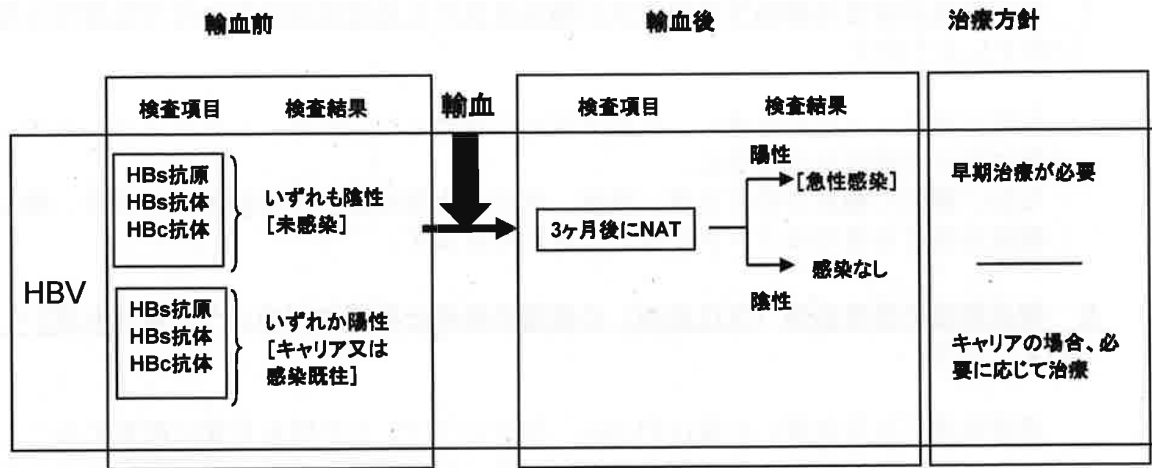 輸血前
輸血後
治療方針
検査項目
検査結果
輸血
検査項目
検査結果
HBV
HBs抗原
HBs抗体
HBc抗体
いずれも陰性
[未感染]
3ヶ月後にNAT
陽性
[急性感染]
感染なし
陰性
早期治療が必要
HBs抗原
HBs抗体
HBc抗体
いずれか陽性
[キャリア又は
感染既往]
キャリアの場合、必
要に応じて治療